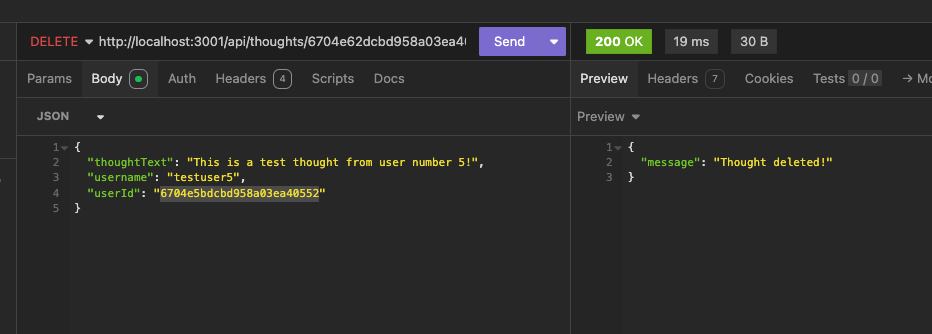 DELETE http://localhost:3001/api/thoughts/6704e62dcbd958a03ea4 Send 200 OK 19 ms 30 B
Params Body Auth Headers 4 Scripts Docs Preview Headers 7 Cookies Tests 0 / 0 → Mo
JSON Preview
1 { 1 {
2 "thoughtText": "This is a test thought from user number 5!", 2 "message": "Thought deleted!"
3 "username": "testuser5", 3 }
4 "userId": "6704e5bdcbd958a03ea40552"
5 }